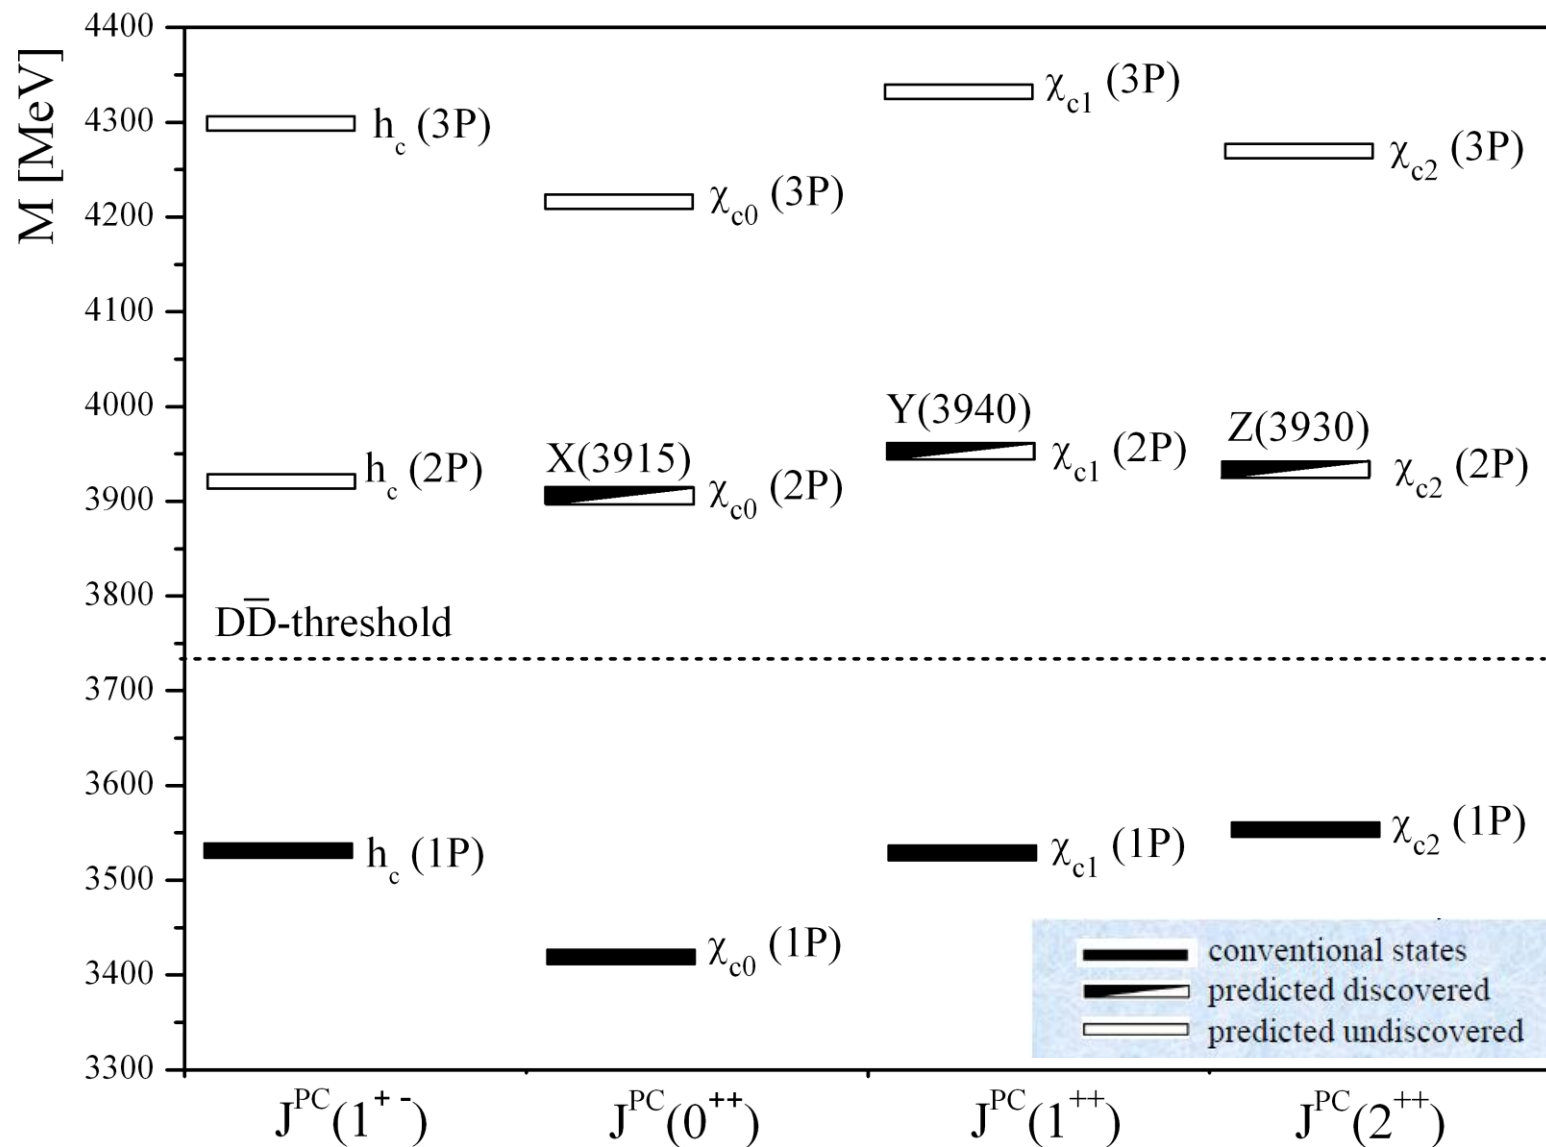 M [MeV]
4400
4300
4200
4100
4000
3900
3800
3700
3600
3500
3400
3300
h_c (3P)
χ_c0 (3P)
χ_c1 (3P)
χ_c2 (3P)
h_c (2P)
X(3915)
χ_c0 (2P)
Y(3940)
χ_c1 (2P)
Z(3930)
χ_c2 (2P)
DD̅-threshold
h_c (1P)
χ_c0 (1P)
χ_c1 (1P)
χ_c2 (1P)
conventional states
predicted discovered
predicted undiscovered
J^PC(1^+ -)
J^PC(0^++)
J^PC(1^++)
J^PC(2^++)